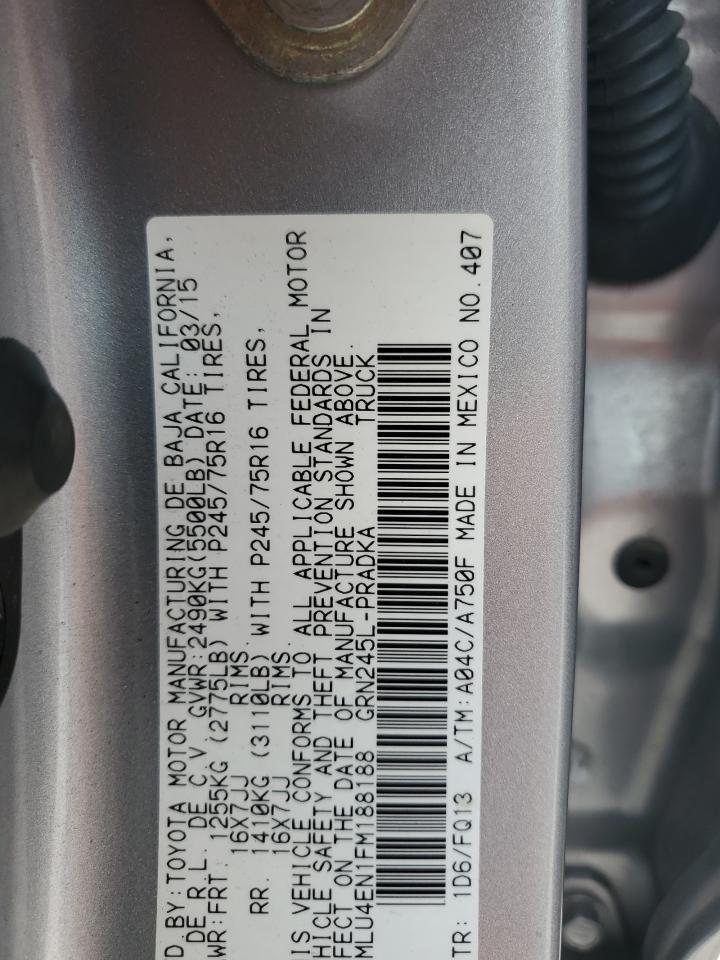 D BY: TOYOTA MOTOR MANUFACTURING DE BAJA CALIFORNIA,
DE R.L. DE C.V. GVWR: 2490KG(5500LB) DATE: 03/15
WR:FRT. 1255KG (2775LB) WITH P245/75R16 TIRES,
16X7JJ RIMS.
RR. 1410KG (3110LB) WITH P245/75R16 TIRES,
16X7JJ RIMS.
IS VEHICLE CONFORMS TO ALL APPLICABLE FEDERAL MOTOR
HICLE SAFETY AND THEFT PREVENTION STANDARDS IN
FECT ON THE DATE OF MANUFACTURE SHOWN ABOVE.
MLU4EN1FM188188 GRN245L-PRADKA TRUCK
TR: 1D6/FQ13 A/TM: A04C/A750F MADE IN MEXICO NO.407